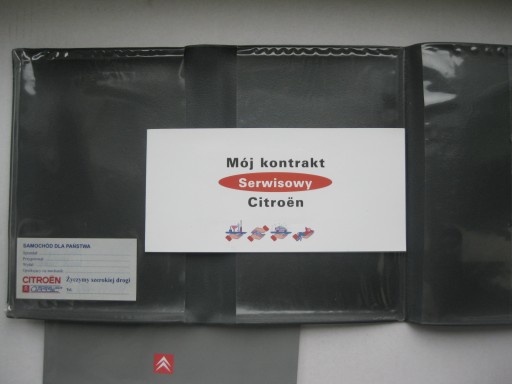 Mój kontrakt
Serwisowy
Citroën
SAMOCHÓD DLA PAŃSTWA
CITROËN Życzymy szerokiej drogi